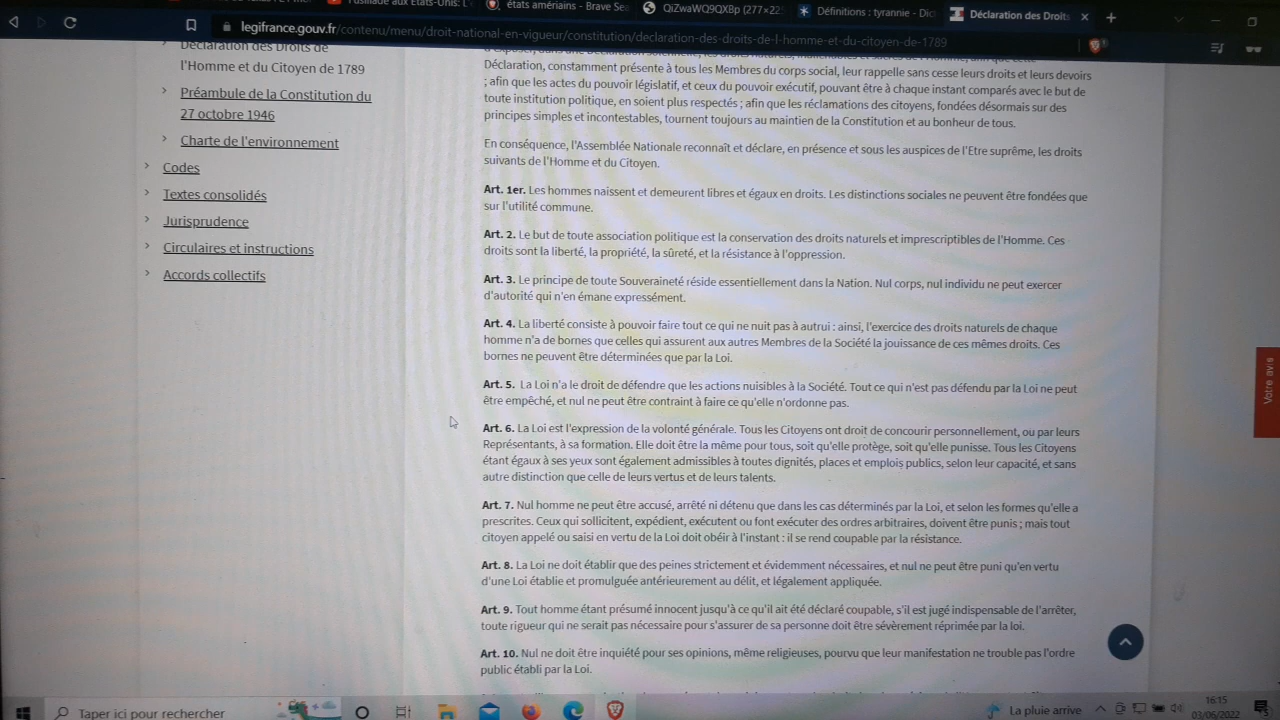 états amériains - Brave Se
QiZwaWQ9QXBp (277×22
Définitions : tyrannie - Dic
Déclaration des Droits
legifrance.gouv.fr/contenu/menu/droit-national-en-vigueur/constitution/declaration-des-droits-de-l-homme-et-du-citoyen-de-1789
Déclaration des Droits de
l'Homme et du Citoyen de 1789
Préambule de la Constitution du
27 octobre 1946
Charte de l'environnement
Codes
Textes consolidés
Jurisprudence
Circulaires et instructions
Accords collectifs
Déclaration, constamment présente à tous les Membres du corps social, leur rappelle sans cesse leurs droits et leurs devoirs
; afin que les actes du pouvoir législatif, et ceux du pouvoir exécutif, pouvant être à chaque instant comparés avec le but de
toute institution politique, en soient plus respectés ; afin que les réclamations des citoyens, fondées désormais sur des
principes simples et incontestables, tournent toujours au maintien de la Constitution et au bonheur de tous.
En conséquence, l'Assemblée Nationale reconnaît et déclare, en présence et sous les auspices de l'Etre suprême, les droits
suivants de l'Homme et du Citoyen.
Art. 1er. Les hommes naissent et demeurent libres et égaux en droits. Les distinctions sociales ne peuvent être fondées que
sur l'utilité commune.
Art. 2. Le but de toute association politique est la conservation des droits naturels et imprescriptibles de l'Homme. Ces
droits sont la liberté, la propriété, la sûreté, et la résistance à l'oppression.
Art. 3. Le principe de toute Souveraineté réside essentiellement dans la Nation. Nul corps, nul individu ne peut exercer
d'autorité qui n'en émane expressément.
Art. 4. La liberté consiste à pouvoir faire tout ce qui ne nuit pas à autrui : ainsi, l'exercice des droits naturels de chaque
homme n'a de bornes que celles qui assurent aux autres Membres de la Société la jouissance de ces mêmes droits. Ces
bornes ne peuvent être déterminées que par la Loi.
Art. 5. La Loi n'a le droit de défendre que les actions nuisibles à la Société. Tout ce qui n'est pas défendu par la Loi ne peut
être empêché, et nul ne peut être contraint à faire ce qu'elle n'ordonne pas.
Art. 6. La Loi est l'expression de la volonté générale. Tous les Citoyens ont droit de concourir personnellement, ou par leurs
Représentants, à sa formation. Elle doit être la même pour tous, soit qu'elle protège, soit qu'elle punisse. Tous les Citoyens
étant égaux à ses yeux sont également admissibles à toutes dignités, places et emplois publics, selon leur capacité, et sans
autre distinction que celle de leurs vertus et de leurs talents.
Art. 7. Nul homme ne peut être accusé, arrêté ni détenu que dans les cas déterminés par la Loi, et selon les formes qu'elle a
prescrites. Ceux qui sollicitent, expédient, exécutent ou font exécuter des ordres arbitraires, doivent être punis ; mais tout
citoyen appelé ou saisi en vertu de la Loi doit obéir à l'instant : il se rend coupable par la résistance.
Art. 8. La Loi ne doit établir que des peines strictement et évidemment nécessaires, et nul ne peut être puni qu'en vertu
d'une Loi établie et promulguée antérieurement au délit, et légalement appliquée.
Art. 9. Tout homme étant présumé innocent jusqu'à ce qu'il ait été déclaré coupable, s'il est jugé indispensable de l'arrêter,
toute rigueur qui ne serait pas nécessaire pour s'assurer de sa personne doit être sévèrement réprimée par la loi.
Art. 10. Nul ne doit être inquiété pour ses opinions, même religieuses, pourvu que leur manifestation ne trouble pas l'ordre
public établi par la Loi.
Votre avis
Taper ici pour rechercher
La pluie arrive
16:15
03/06/2022